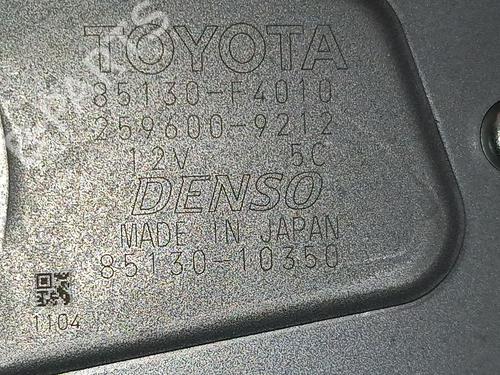 TOYOTA
85130-F4010
259600-9212
12V 5C
DENSO
MADE IN JAPAN
85130-10350
1104